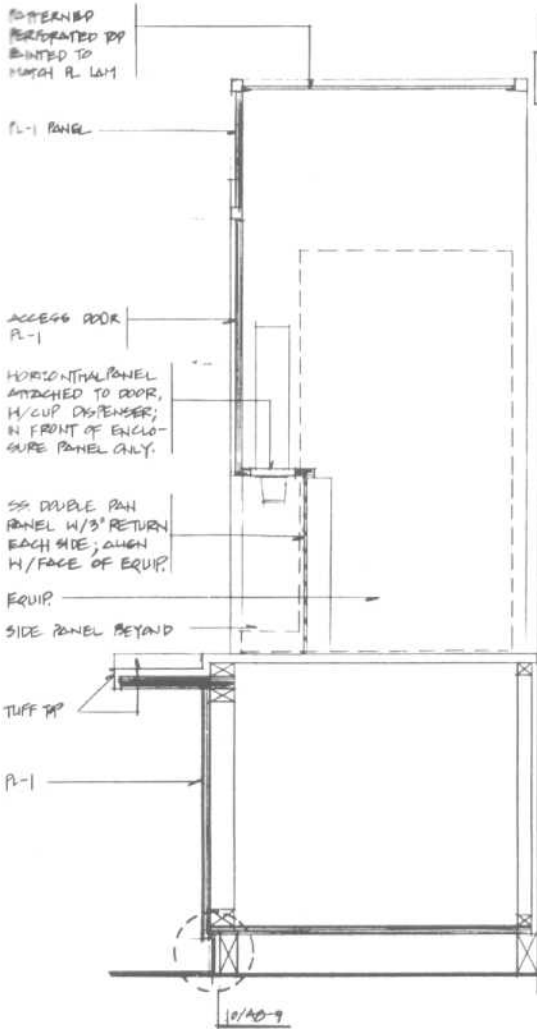 PATTERNED
PERFORATED TOP
PAINTED TO
MATCH PL LAM
PL-1 PANEL
ACCESS DOOR
PL-1
HORIZONTAL PANEL
ATTACHED TO DOOR,
W/CUP DISPENSER;
IN FRONT OF ENCLO-
SURE PANEL ONLY.
SS DOUBLE PAN
PANEL W/3" RETURN
EACH SIDE; ALIGN
W/FACE OF EQUIP.
EQUIP.
SIDE PANEL BEYOND
TUFF TOP
PL-1
10/A8-9